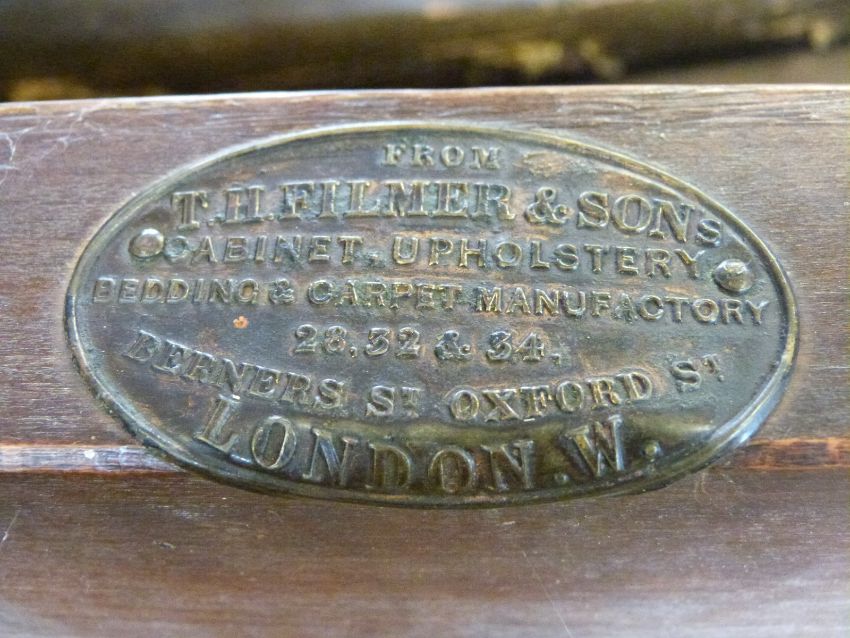 FROM
T. H. FILMER & SONS
CABINET, UPHOLSTERY
BEDDING & CARPET MANUFACTORY
28, 32 & 34,
BERNERS ST OXFORD ST
LONDON. W.